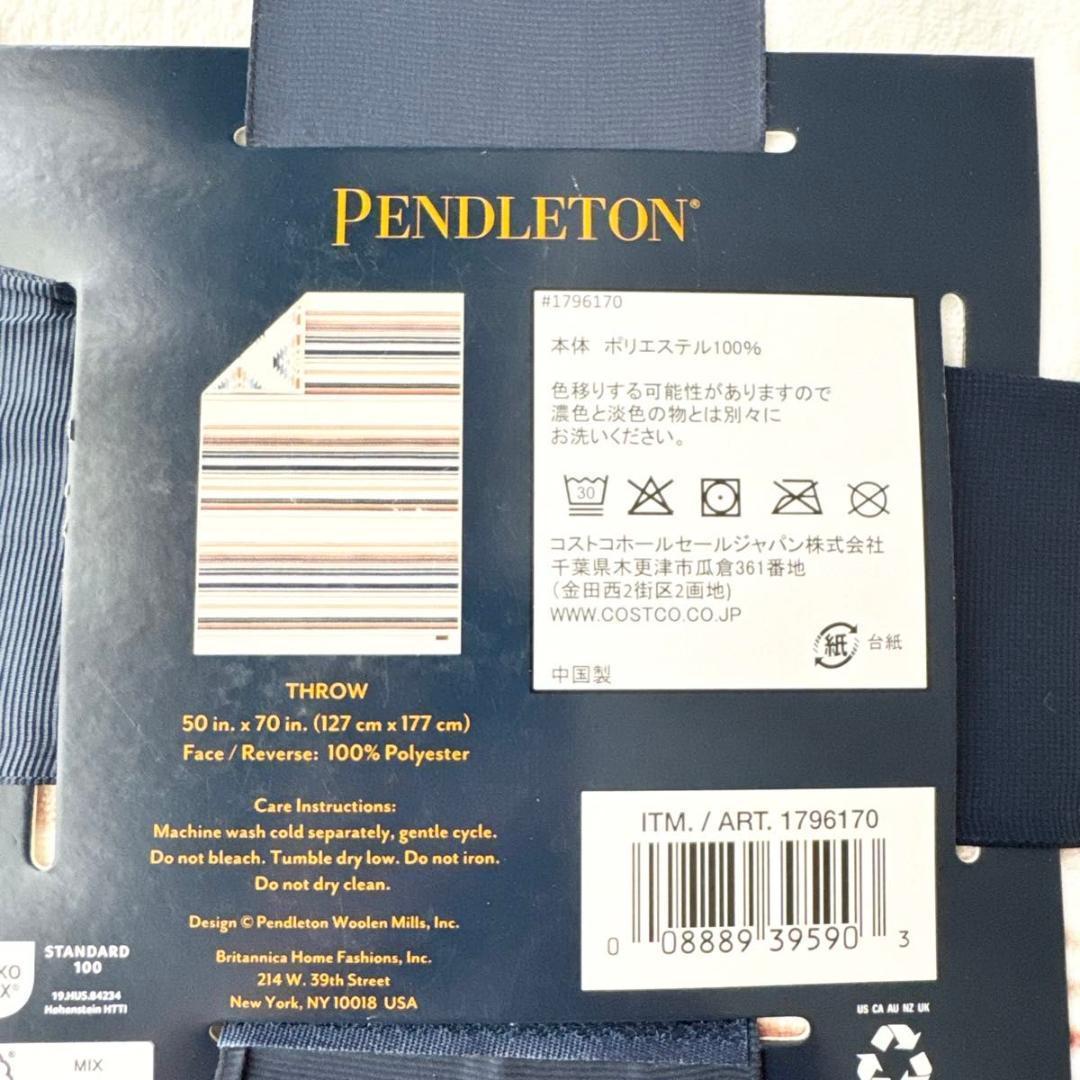 PENDLETON®
#1796170
本体 ポリエステル100%
色移りする可能性がありますので
濃色と淡色の物とは別々に
お洗いください。
30
コストコホールセールジャパン株式会社
千葉県木更津市瓜倉361番地
(金田西2街区2画地)
WWW.COSTCO.CO.JP
紙 台紙
中国製
THROW
50 in. x 70 in. (127 cm x 177 cm)
Face / Reverse: 100% Polyester
Care Instructions:
Machine wash cold separately, gentle cycle.
Do not bleach. Tumble dry low. Do not iron.
Do not dry clean.
Design © Pendleton Woolen Mills, Inc.
Britannica Home Fashions, Inc.
214 W. 39th Street
New York, NY 10018 USA
ITM. / ART. 1796170
0 08889 39590 3
STANDARD
100
19.HUS.84234
Hohenstein HTTI
MIX
US CA AU NZ UK